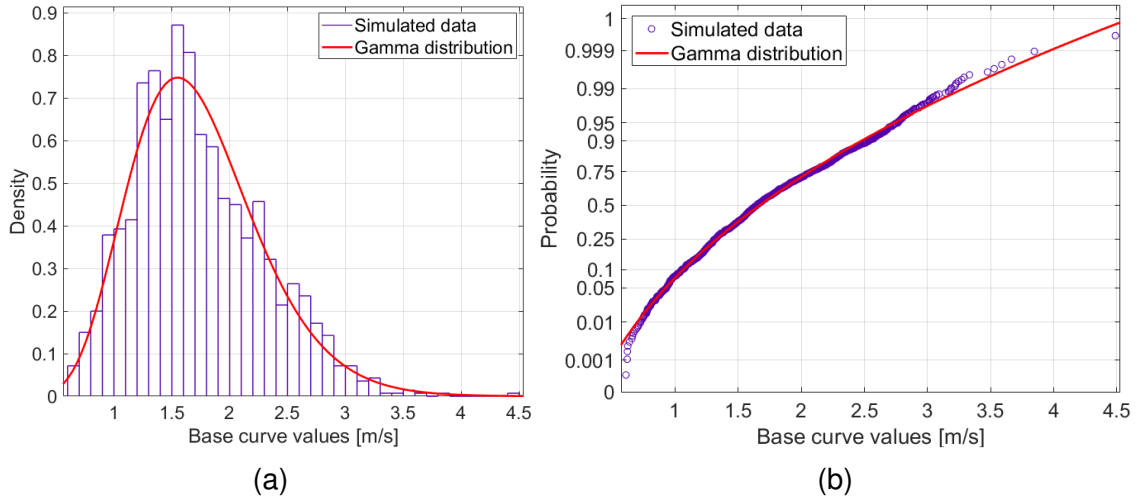 Density
0.9
0.8
0.7
0.6
0.5
0.4
0.3
0.2
0.1
0
Simulated data
Gamma distribution
1 1.5 2 2.5 3 3.5 4 4.5
Base curve values [m/s]
(a)
Probability
1
0.999
0.99
0.95
0.9
0.75
0.5
0.25
0.1
0.05
0.01
0.001
0
Simulated data
Gamma distribution
1 1.5 2 2.5 3 3.5 4 4.5
Base curve values [m/s]
(b)